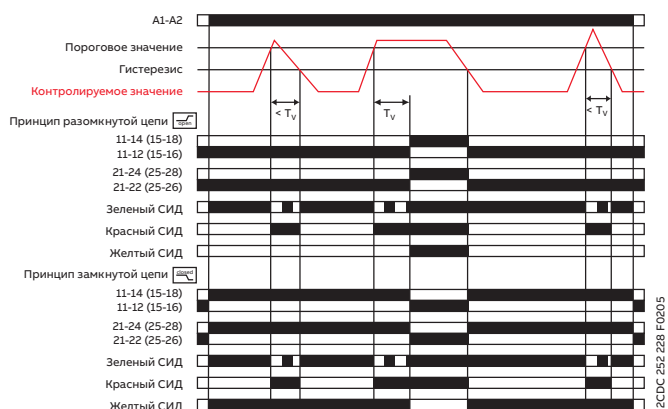 A1-A2
Пороговое значение
Гистерезис
Контролируемое значение
< Tv
Tv
< Tv
Принцип разомкнутой цепи open
11-14 (15-18)
11-12 (15-16)
21-24 (25-28)
21-22 (25-26)
Зеленый СИД
Красный СИД
Желтый СИД
Принцип замкнутой цепи closed
11-14 (15-18)
11-12 (15-16)
21-24 (25-28)
21-22 (25-26)
Зеленый СИД
Красный СИД
Желтый СИД
2CDC 252 228 F0205